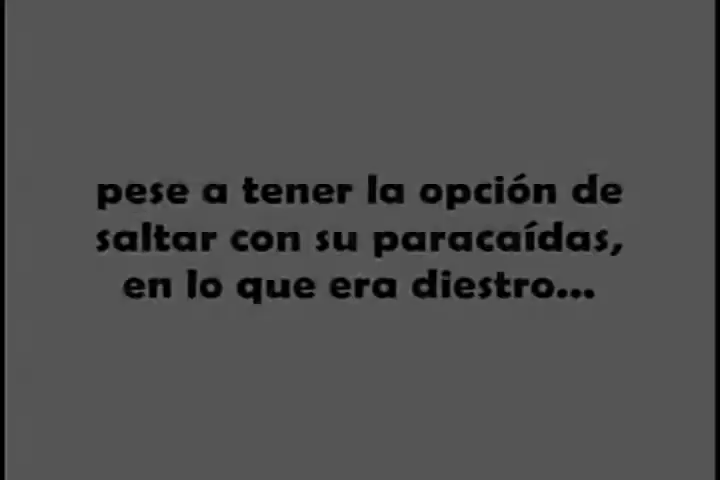 pese a tener la opción de
saltar con su paracaídas,
en lo que era diestro...